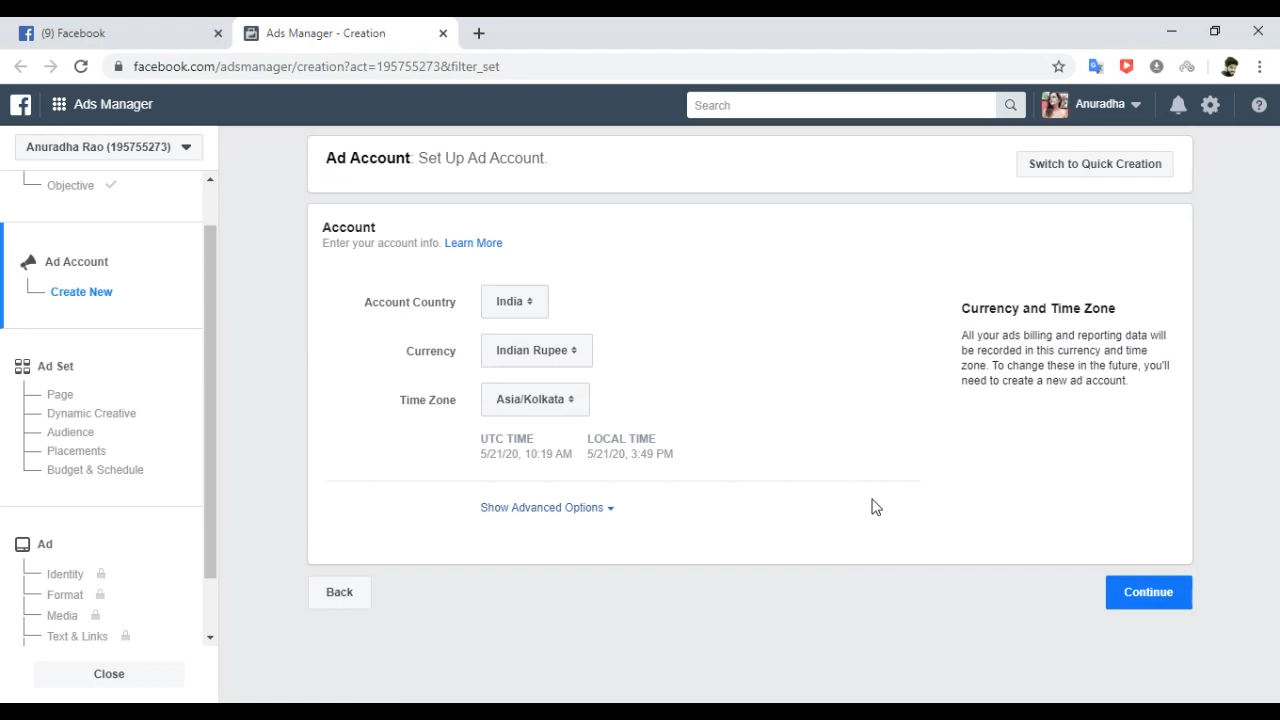 (9) Facebook
Ads Manager - Creation
facebook.com/adsmanager/creation?act=195755273&filter_set
Ads Manager
Search
Anuradha
Anuradha Rao (195755273)
Objective
Ad Account
Create New
Ad Set
Page
Dynamic Creative
Audience
Placements
Budget & Schedule
Ad
Identity
Format
Media
Text & Links
Close
Ad Account: Set Up Ad Account.
Switch to Quick Creation
Account
Enter your account info. Learn More
Account Country India
Currency Indian Rupee
Time Zone Asia/Kolkata
UTC TIME LOCAL TIME
5/21/20, 10:19 AM 5/21/20, 3:49 PM
Show Advanced Options
Currency and Time Zone
All your ads billing and reporting data will
be recorded in this currency and time
zone. To change these in the future, you'll
need to create a new ad account.
Back
Continue